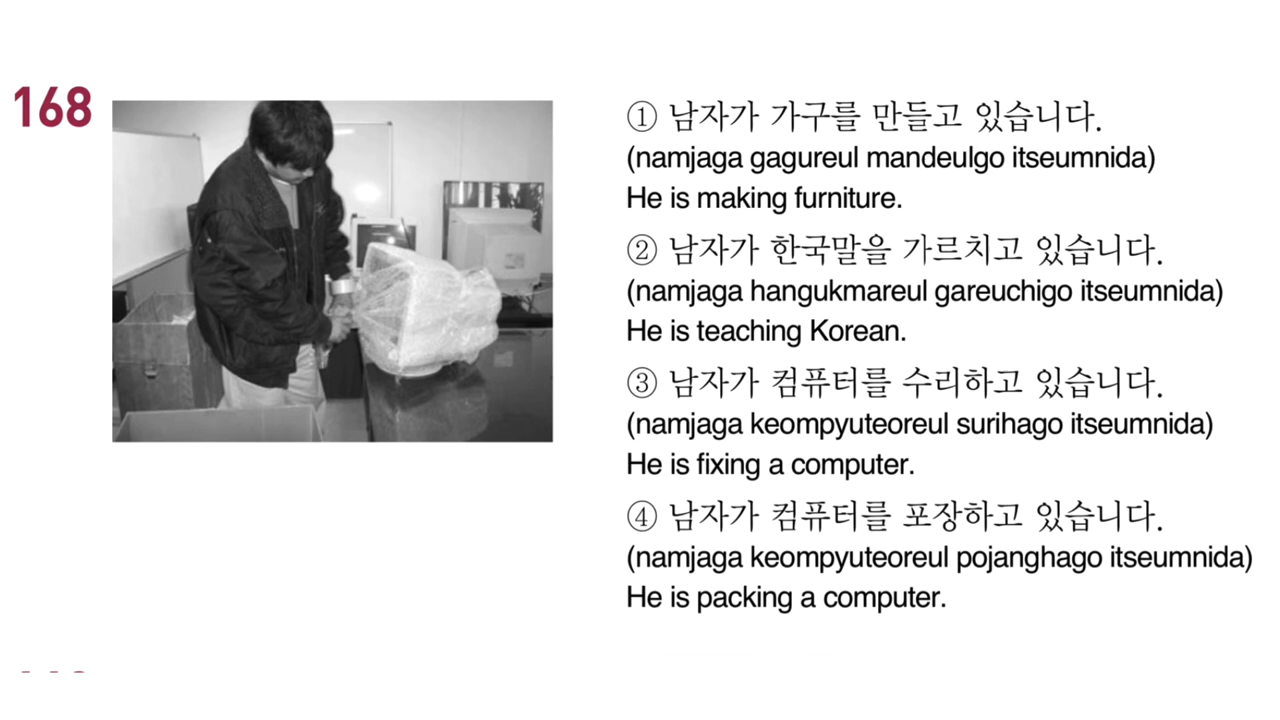 168
① 남자가 가구를 만들고 있습니다.
(namjaga gagureul mandeulgo itseumnida)
He is making furniture.
② 남자가 한국말을 가르치고 있습니다.
(namjaga hangukmareul gareuchigo itseumnida)
He is teaching Korean.
③ 남자가 컴퓨터를 수리하고 있습니다.
(namjaga keompyuteoreul surihago itseumnida)
He is fixing a computer.
④ 남자가 컴퓨터를 포장하고 있습니다.
(namjaga keompyuteoreul pojanghago itseumnida)
He is packing a computer.